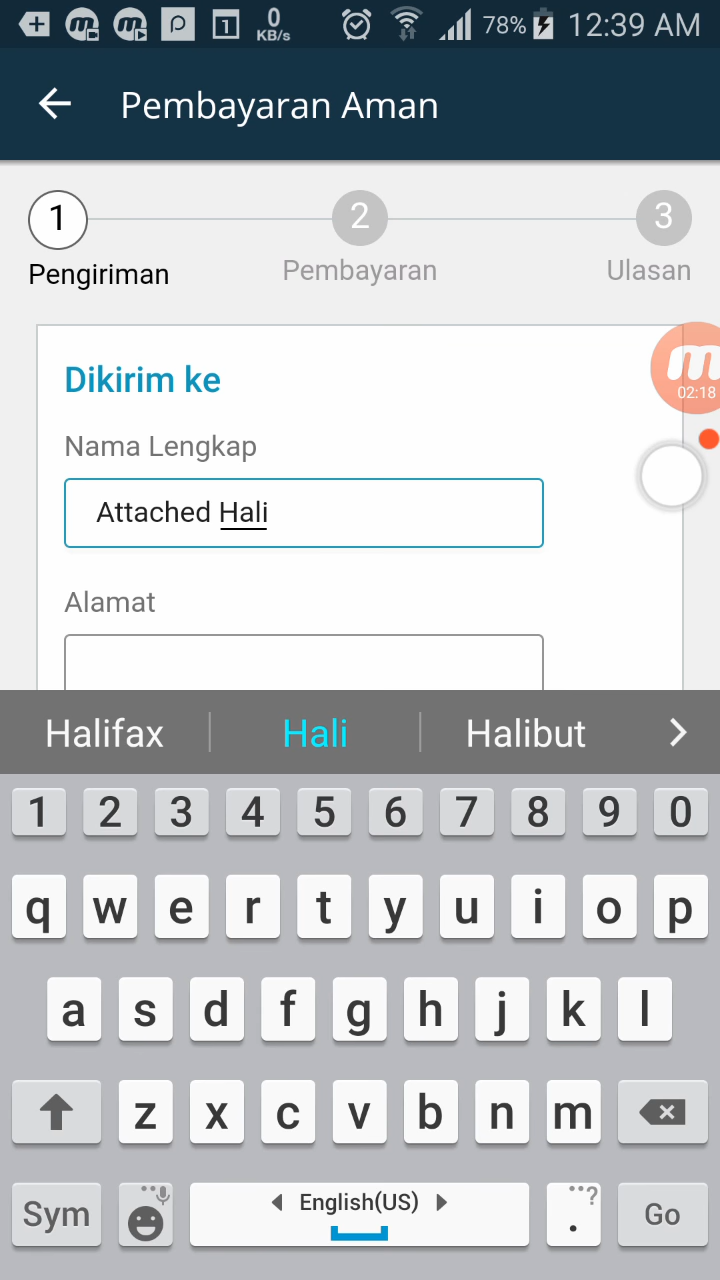 1 0 KB/s 78% 12:39 AM
Pembayaran Aman
1 2 3
Pengiriman Pembayaran Ulasan
Dikirim ke
02:18
Nama Lengkap
Attached Hali
Alamat
Halifax Hali Halibut
1 2 3 4 5 6 7 8 9 0
q w e r t y u i o p
a s d f g h j k l
z x c v b n m
Sym English(US) . ? Go